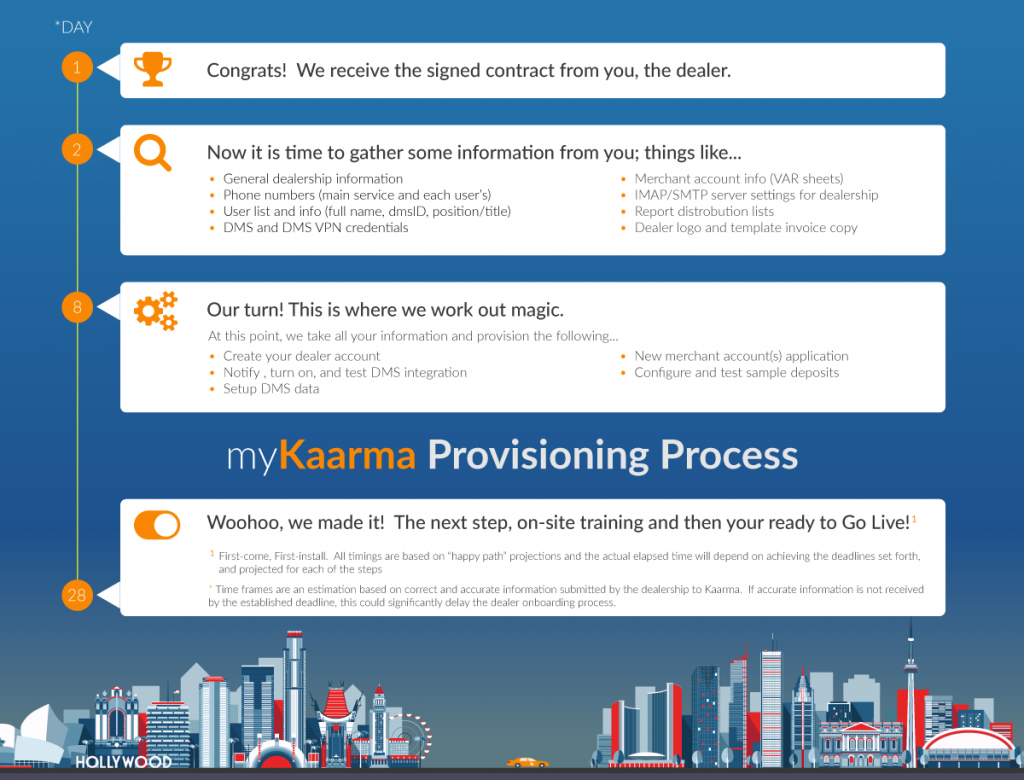 *DAY
1
Congrats!  We receive the signed contract from you, the dealer.
2
Now it is time to gather some information from you; things like...
• General dealership information
• Phone numbers (main service and each user's)
• User list and info (full name, dmsID, position/title)
• DMS and DMS VPN credentials
• Merchant account info (VAR sheets)
• IMAP/SMTP server settings for dealership
• Report distrobution lists
• Dealer logo and template invoice copy
8
Our turn! This is where we work out magic.
At this point, we take all your information and provision the following...
• Create your dealer account
• Notify , turn on, and test DMS integration
• Setup DMS data
• New merchant account(s) application
• Configure and test sample deposits
myKaarma Provisioning Process
Woohoo, we made it!  The next step, on-site training and then your ready to Go Live!1
1 First-come, First-install.  All timings are based on “happy path” projections and the actual elapsed time will depend on achieving the deadlines set forth,
and projected for each of the steps
* Time frames are an estimation based on correct and accurate information submitted by the dealership to Kaarma.  If accurate information is not received
by the established deadline, this could significantly delay the dealer onboarding process.
28
HOLLYWOOD